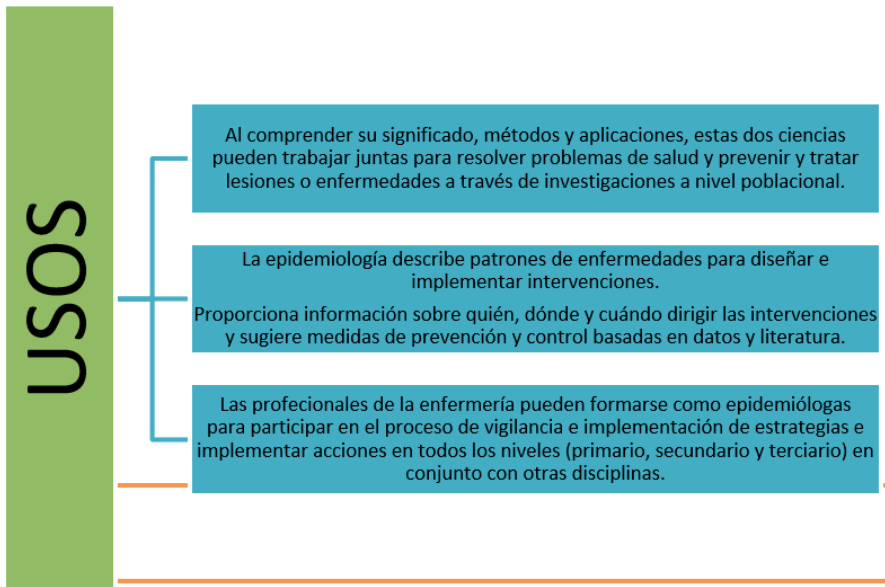 USOS
Al comprender su significado, métodos y aplicaciones, estas dos ciencias
pueden trabajar juntas para resolver problemas de salud y prevenir y tratar
lesiones o enfermedades a través de investigaciones a nivel poblacional.
La epidemiología describe patrones de enfermedades para diseñar e
implementar intervenciones.
Proporciona información sobre quién, dónde y cuándo dirigir las intervenciones
y sugiere medidas de prevención y control basadas en datos y literatura.
Las profecionales de la enfermería pueden formarse como epidemiólogas
para participar en el proceso de vigilancia e implementación de estrategias e
implementar acciones en todos los niveles (primario, secundario y terciario) en
conjunto con otras disciplinas.